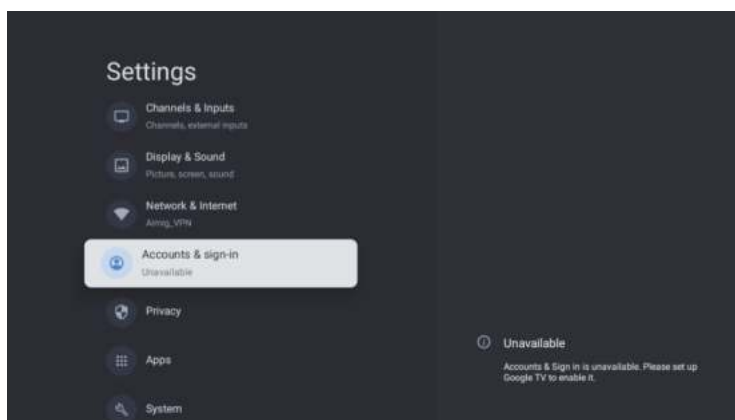 Settings
Channels & Inputs
Channels, external inputs
Display & Sound
Picture, screen, sound
Network & Internet
Almig_VPN
Accounts & sign-in
Unavailable
Privacy
Apps
System
Unavailable
Accounts & Sign in is unavailable. Please set up
Google TV to enable it.